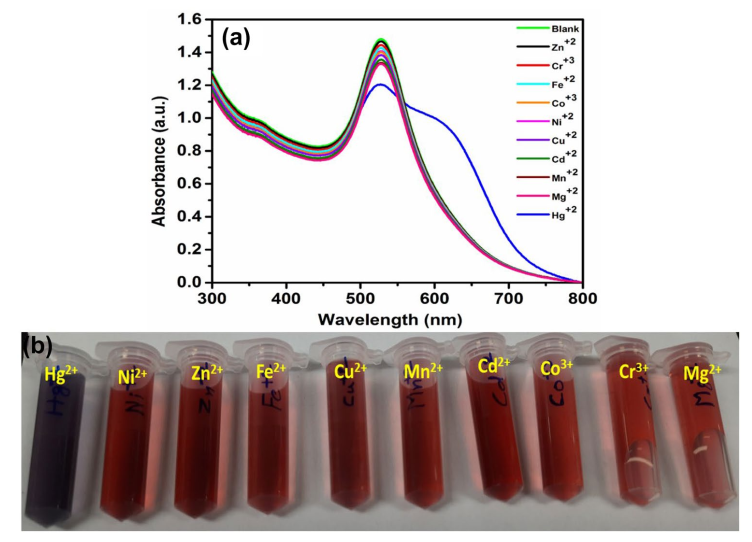 (a)
Blank
Zn+2
Cr+3
Fe+2
Co+3
Ni+2
Cu+2
Cd+2
Mn+2
Mg+2
Hg+2
1.6
1.4
1.2
1.0
0.8
0.6
0.4
0.2
0.0
Absorbance (a.u.)
300 400 500 600 700 800
Wavelength (nm)
(b)
Hg2+ Ni2+ Zn2+ Fe2+ Cu2+ Mn2+ Cd2+ Co3+ Cr3+ Mg2+